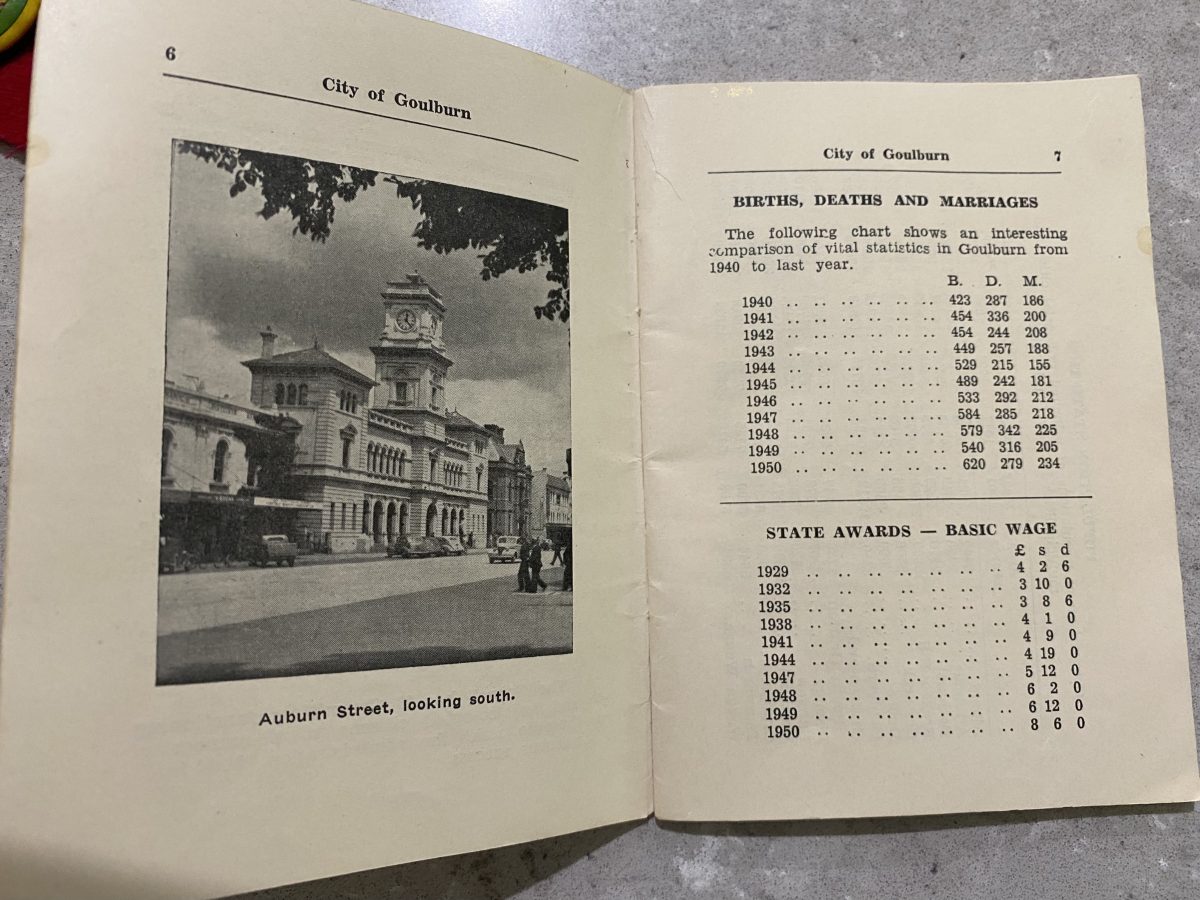 6
City of Goulburn
Auburn Street, looking south.
City of Goulburn 7
BIRTHS, DEATHS AND MARRIAGES
The following chart shows an interesting
comparison of vital statistics in Goulburn from
1940 to last year.
B. D. M.
1940 .. .. .. .. .. .. 423 287 186
1941 .. .. .. .. .. .. 454 336 200
1942 .. .. .. .. .. .. 454 244 208
1943 .. .. .. .. .. .. 449 257 188
1944 .. .. .. .. .. .. 529 215 155
1945 .. .. .. .. .. .. 489 242 181
1946 .. .. .. .. .. .. 533 292 212
1947 .. .. .. .. .. .. 584 285 218
1948 .. .. .. .. .. .. 579 342 225
1949 .. .. .. .. .. .. 540 316 205
1950 .. .. .. .. .. .. 620 279 234
STATE AWARDS — BASIC WAGE
£ s d
1929 .. .. .. .. .. .. .. 4 2 6
1932 .. .. .. .. .. .. .. 3 10 0
1935 .. .. .. .. .. .. .. 3 8 6
1938 .. .. .. .. .. .. .. 4 1 0
1941 .. .. .. .. .. .. .. 4 9 0
1944 .. .. .. .. .. .. .. 4 19 0
1947 .. .. .. .. .. .. .. 5 12 0
1948 .. .. .. .. .. .. .. 6 2 0
1949 .. .. .. .. .. .. .. 6 12 0
1950 .. .. .. .. .. .. .. 8 6 0